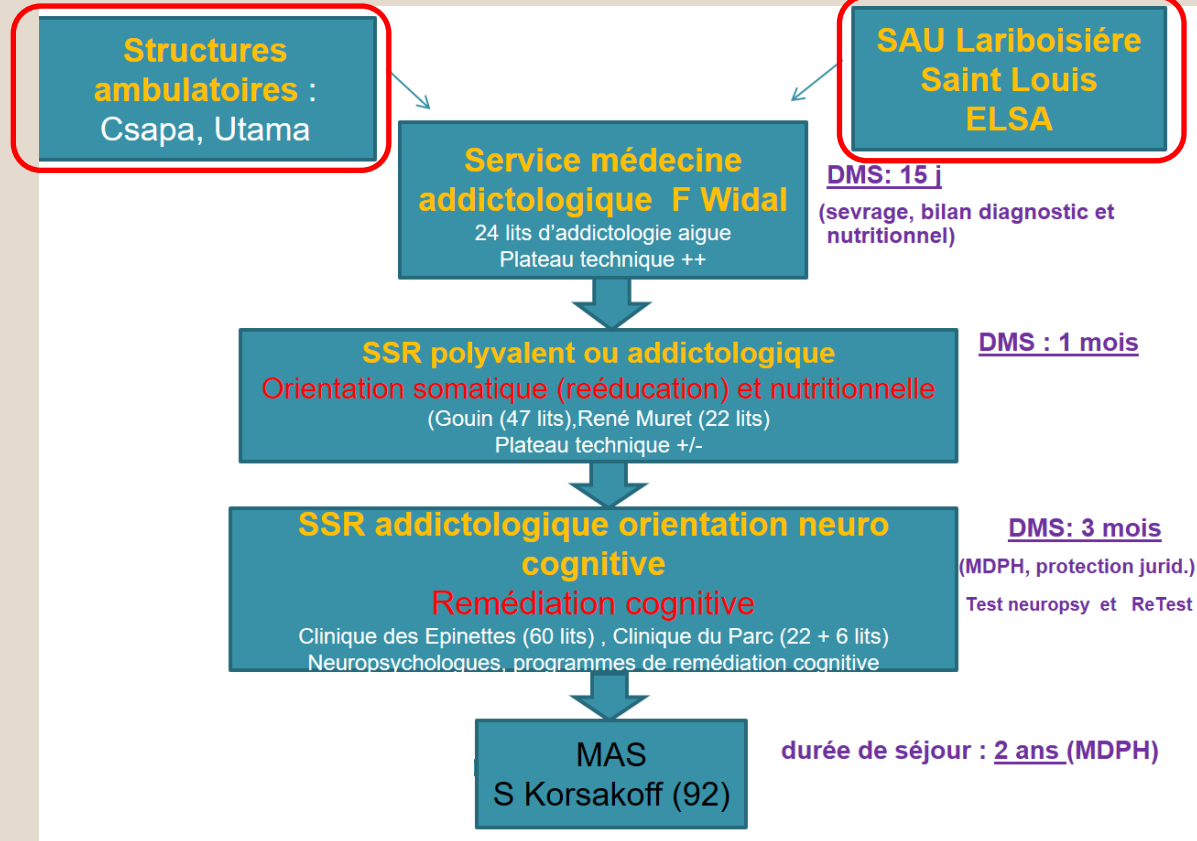 Structures
ambulatoires :
Csapa, Utama
SAU Lariboisiére
Saint Louis
ELSA
Service médecine
addictologique F Widal
24 lits d'addictologie aigue
Plateau technique ++
DMS: 15 j
(sevrage, bilan diagnostic et
nutritionnel)
SSR polyvalent ou addictologique
Orientation somatique (reéducation) et nutritionnelle
(Gouin (47 lits),René Muret (22 lits)
Plateau technique +/-
DMS : 1 mois
SSR addictologique orientation neuro
cognitive
Remédiation cognitive
Clinique des Epinettes (60 lits) , Clinique du Parc (22 + 6 lits)
Neuropsychologues, programmes de remédiation cognitive
DMS: 3 mois
(MDPH, protection jurid.)
Test neuropsy et ReTest
MAS
S Korsakoff (92)
durée de séjour : 2 ans (MDPH)